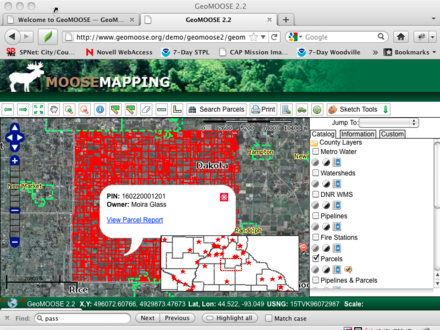 GeoMOOSE 2.2
Welcome to GeoMOOSE — GeoM...
GeoMOOSE 2.2
http://www.geomoose.org/demo/geomoose2/geom
Google
SPNet: City/Cou...
Novell WebAccess
7-Day STPL
CAP Mission Ima...
7-Day Woodville
Bookmarks
MOOSEMAPPING
Search Parcels
Print
Sketch Tools
Jump To:
Catalog
Information
Custom
County Layers
Metro Water
Watersheds
DNR WMS
Pipelines
Fire Stations
Parcels
Pipelines & Parcels
Dakota
Hampton
New Market
Randolph
Rice
PIN: 160220001201
Owner: Moira Glass
View Parcel Report
GeoMOOSE 2.2 X,Y: 496072.60766, 4929873.47673 Lat, Lon: 44.522, -93.049 USNG: 15TVK96072987 Scale:
Find: pass
Next
Previous
Highlight all
Match case